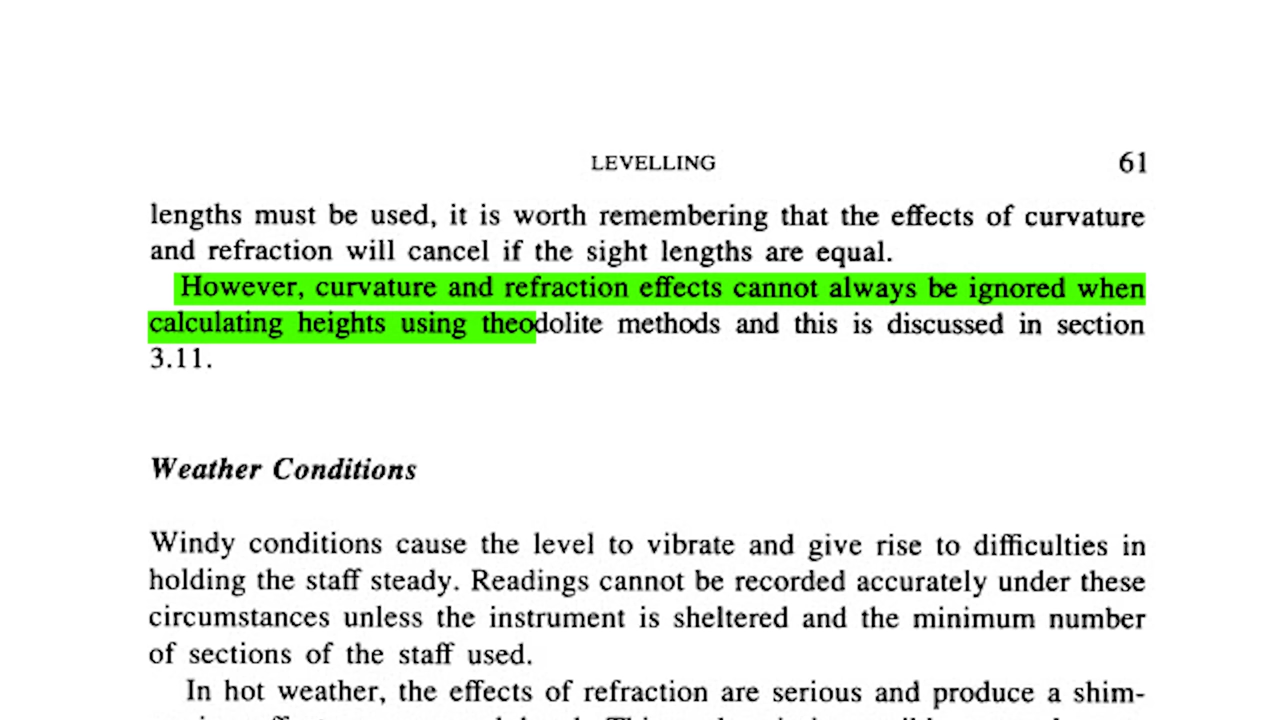 LEVELLING 61
lengths must be used, it is worth remembering that the effects of curvature
and refraction will cancel if the sight lengths are equal.
However, curvature and refraction effects cannot always be ignored when
calculating heights using theodolite methods and this is discussed in section
3.11.
Weather Conditions
Windy conditions cause the level to vibrate and give rise to difficulties in
holding the staff steady. Readings cannot be recorded accurately under these
circumstances unless the instrument is sheltered and the minimum number
of sections of the staff used.
In hot weather, the effects of refraction are serious and produce a shim-